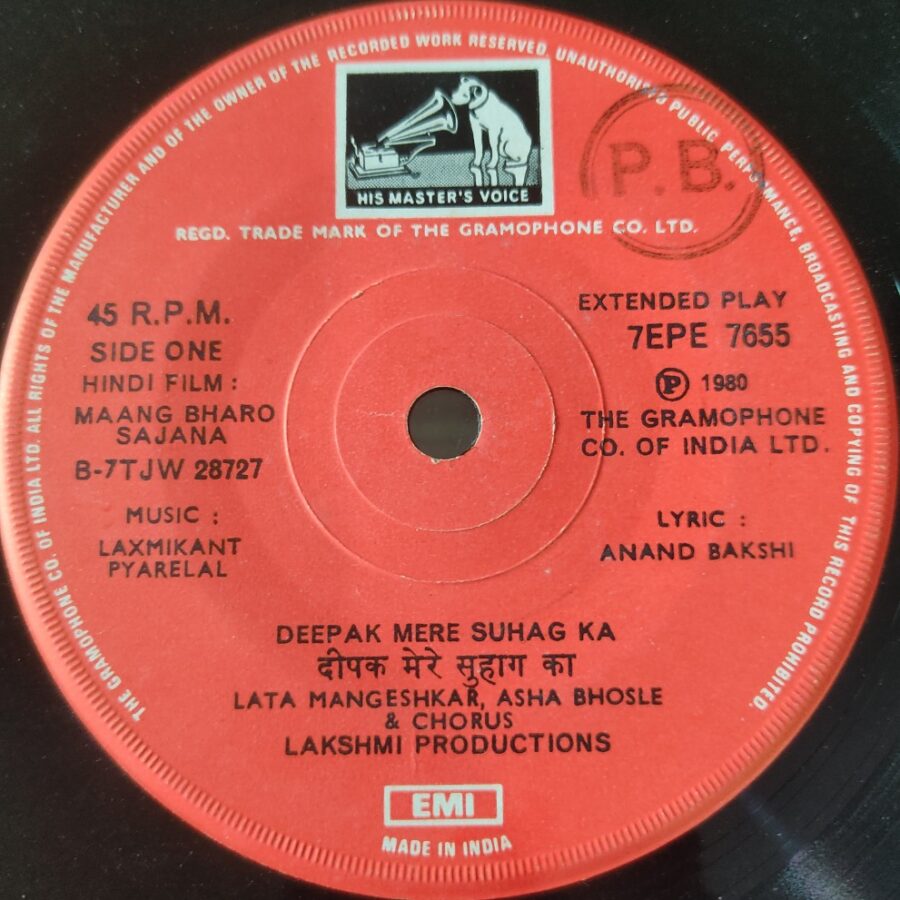 THE GRAMOPHONE CO. OF INDIA LTD. ALL RIGHTS OF THE MANUFACTURER AND OF THE OWNER OF THE RECORDED WORK RESERVED. UNAUTHORISED PUBLIC PERFORMANCE, BROADCASTING AND COPYING OF THIS RECORD PROHIBITED.
HIS MASTER'S VOICE
P.B.
REGD. TRADE MARK OF THE GRAMOPHONE CO. LTD.
45 R.P.M.
SIDE ONE
HINDI FILM :
MAANG BHARO
SAJANA
B-7TJW 28727
MUSIC :
LAXMIKANT
PYARELAL
EXTENDED PLAY
7EPE 7655
Ⓟ 1980
THE GRAMOPHONE
CO. OF INDIA LTD.
LYRIC :
ANAND BAKSHI
DEEPAK MERE SUHAG KA
दीपक मेरे सुहाग का
LATA MANGESHKAR, ASHA BHOSLE
& CHORUS
LAKSHMI PRODUCTIONS
EMI
MADE IN INDIA